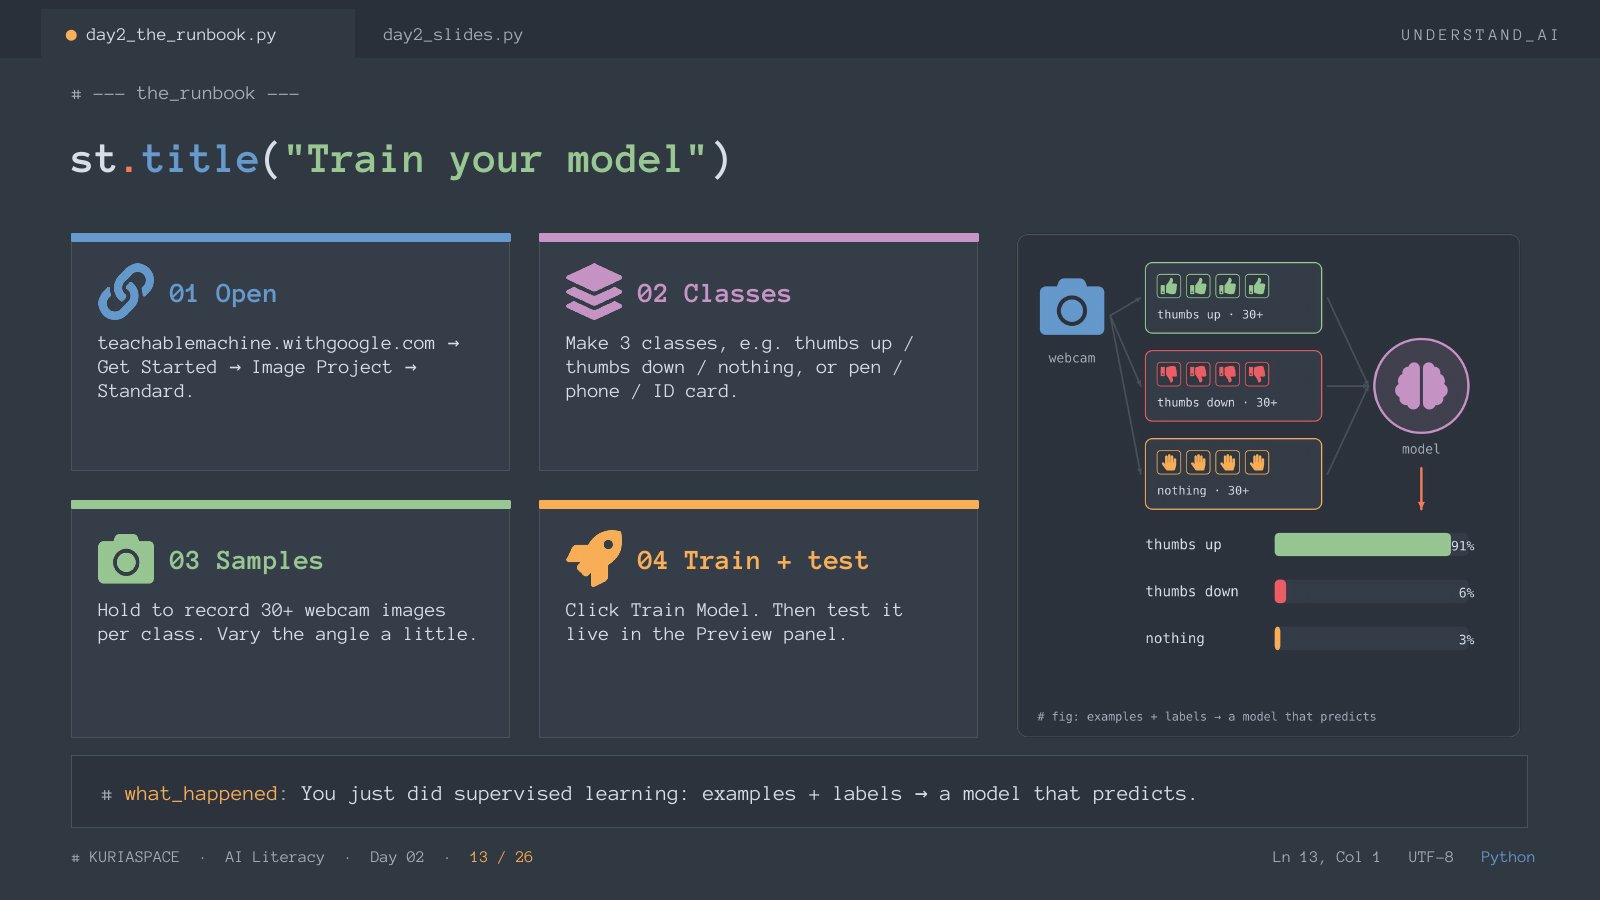 day2_the_runbook.py
day2_slides.py
UNDERSTAND_AI
# --- the_runbook ---
st.title("Train your model")
01 Open
teachablemachine.withgoogle.com →
Get Started → Image Project →
Standard.
02 Classes
Make 3 classes, e.g. thumbs up /
thumbs down / nothing, or pen /
phone / ID card.
03 Samples
Hold to record 30+ webcam images
per class. Vary the angle a little.
04 Train + test
Click Train Model. Then test it
live in the Preview panel.
webcam
thumbs up · 30+
thumbs down · 30+
nothing · 30+
model
thumbs up 91%
thumbs down 6%
nothing 3%
# fig: examples + labels → a model that predicts
# what_happened: You just did supervised learning: examples + labels → a model that predicts.
# KURIASPACE · AI Literacy · Day 02 · 13 / 26
Ln 13, Col 1 UTF-8 Python